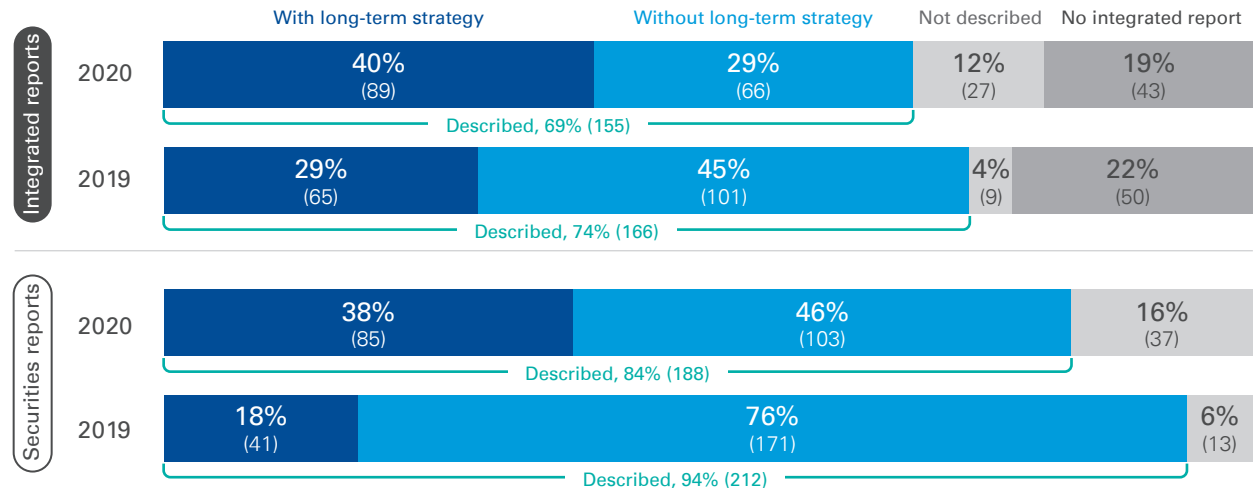 With long-term strategy Without long-term strategy Not described No integrated report
Integrated reports
2020
40% 29% 12% 19%
(89) (66) (27) (43)
Described, 69% (155)
2019
29% 45% 4% 22%
(65) (101) (9) (50)
Described, 74% (166)
Securities reports
2020
38% 46% 16%
(85) (103) (37)
Described, 84% (188)
2019
18% 76% 6%
(41) (171) (13)
Described, 94% (212)